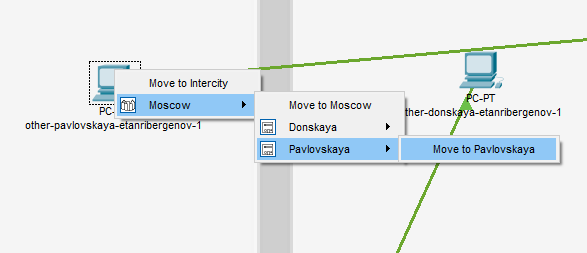 Move to Intercity
Moscow
PC-
other-pavlovskaya-etanribergenov-1
Move to Moscow
Donskaya
Pavlovskaya
Move to Pavlovskaya
PC-PT
ther-donskaya-etanribergenov-1